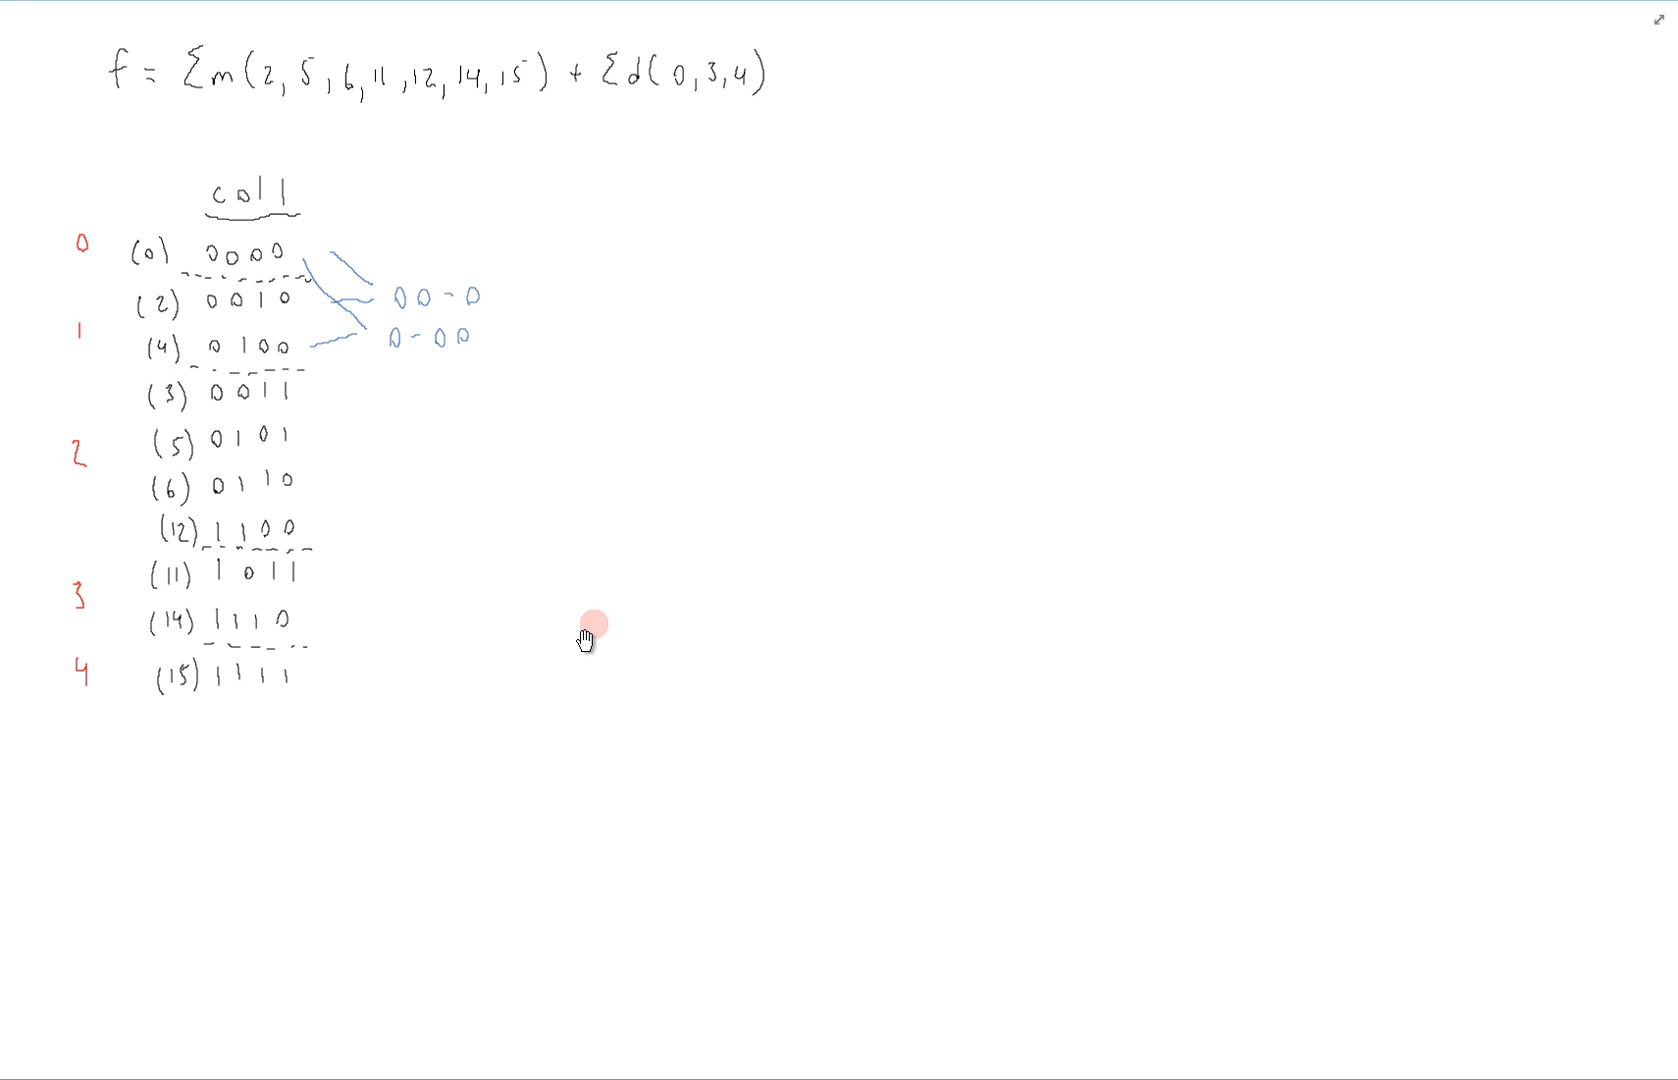 f = Σm(2, 5, 6, 11, 12, 14, 15) + Σd(0, 3, 4)
col 1
0 (0) 0000
(2) 0010 00-0
1
(4) 0100 0-00
(3) 0011
(5) 0101
2
(6) 0110
(12) 1100
(11) 1011
3
(14) 1110
4 (15) 1111